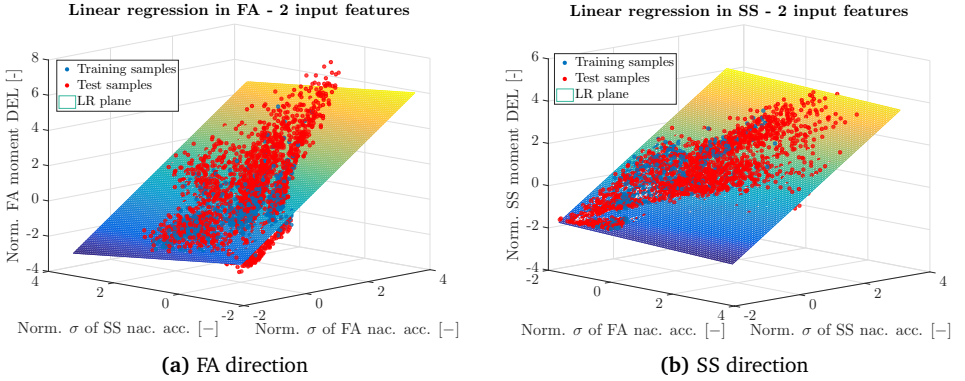 Linear regression in FA - 2 input features
Norm. FA moment DEL [-]
8
6
4
2
0
-2
-4
Training samples
Test samples
LR plane
4
2
0
-2
-2
0
2
4
Norm. σ of SS nac. acc. [−]
Norm. σ of FA nac. acc. [−]
(a) FA direction
Linear regression in SS - 2 input features
Norm. SS moment DEL [-]
6
4
2
0
-2
-4
Training samples
Test samples
LR plane
-2
0
2
4
-2
0
2
4
Norm. σ of FA nac. acc. [−]
Norm. σ of SS nac. acc. [−]
(b) SS direction